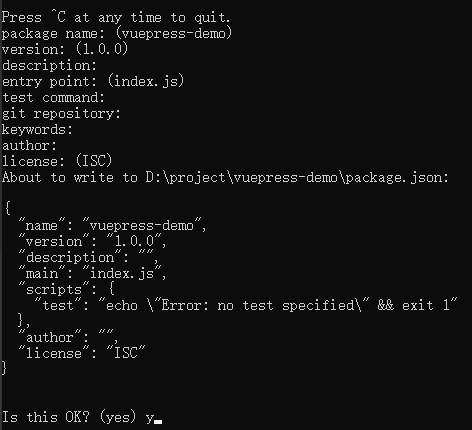 Press ^C at any time to quit.
package name: (vuepress-demo)
version: (1.0.0)
description:
entry point: (index.js)
test command:
git repository:
keywords:
author:
license: (ISC)
About to write to D:\project\vuepress-demo\package.json:
{
  "name": "vuepress-demo",
  "version": "1.0.0",
  "description": "",
  "main": "index.js",
  "scripts": {
    "test": "echo \"Error: no test specified\" && exit 1"
  },
  "author": "",
  "license": "ISC"
}
Is this OK? (yes) y